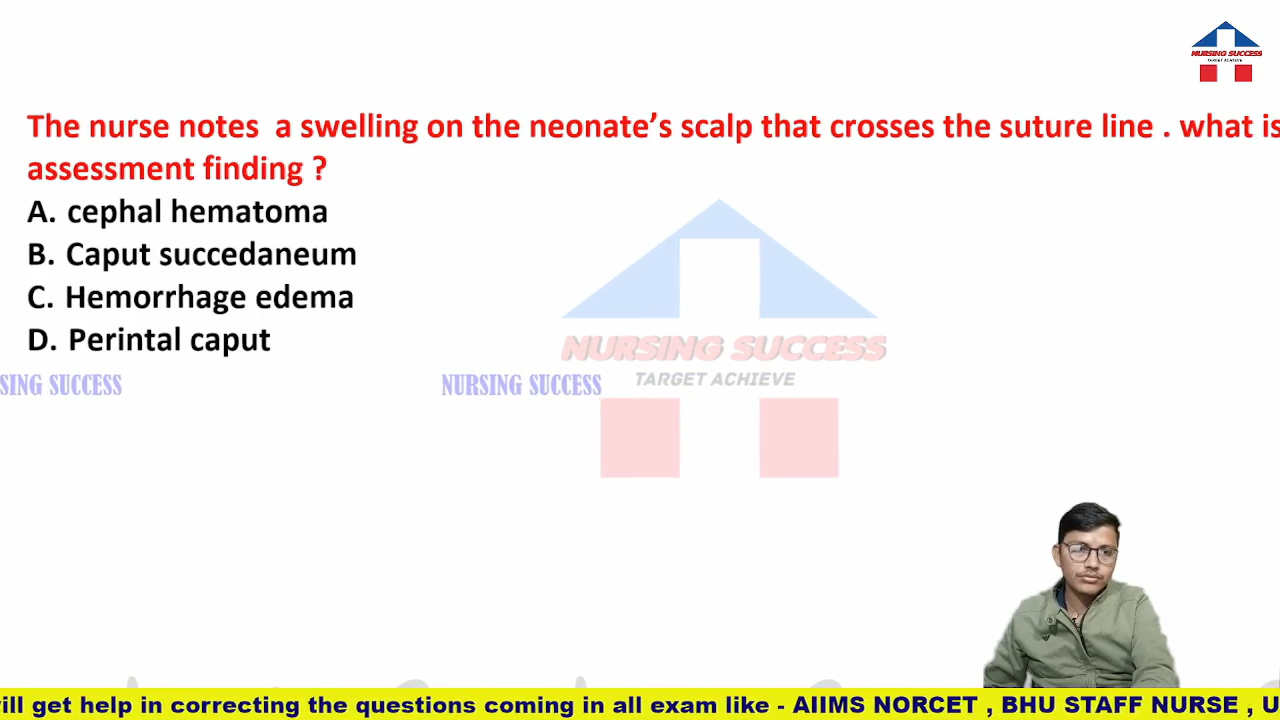 NURSING SUCCESS
TARGET ACHIEVE
The nurse notes a swelling on the neonate's scalp that crosses the suture line . what is
assessment finding ?
A. cephal hematoma
B. Caput succedaneum
C. Hemorrhage edema
D. Perintal caput
NURSING SUCCESS
TARGET ACHIEVE
SING SUCCESS
NURSING SUCCESS
ill get help in correcting the questions coming in all exam like - AIIMS NORCET , BHU STAFF NURSE , U